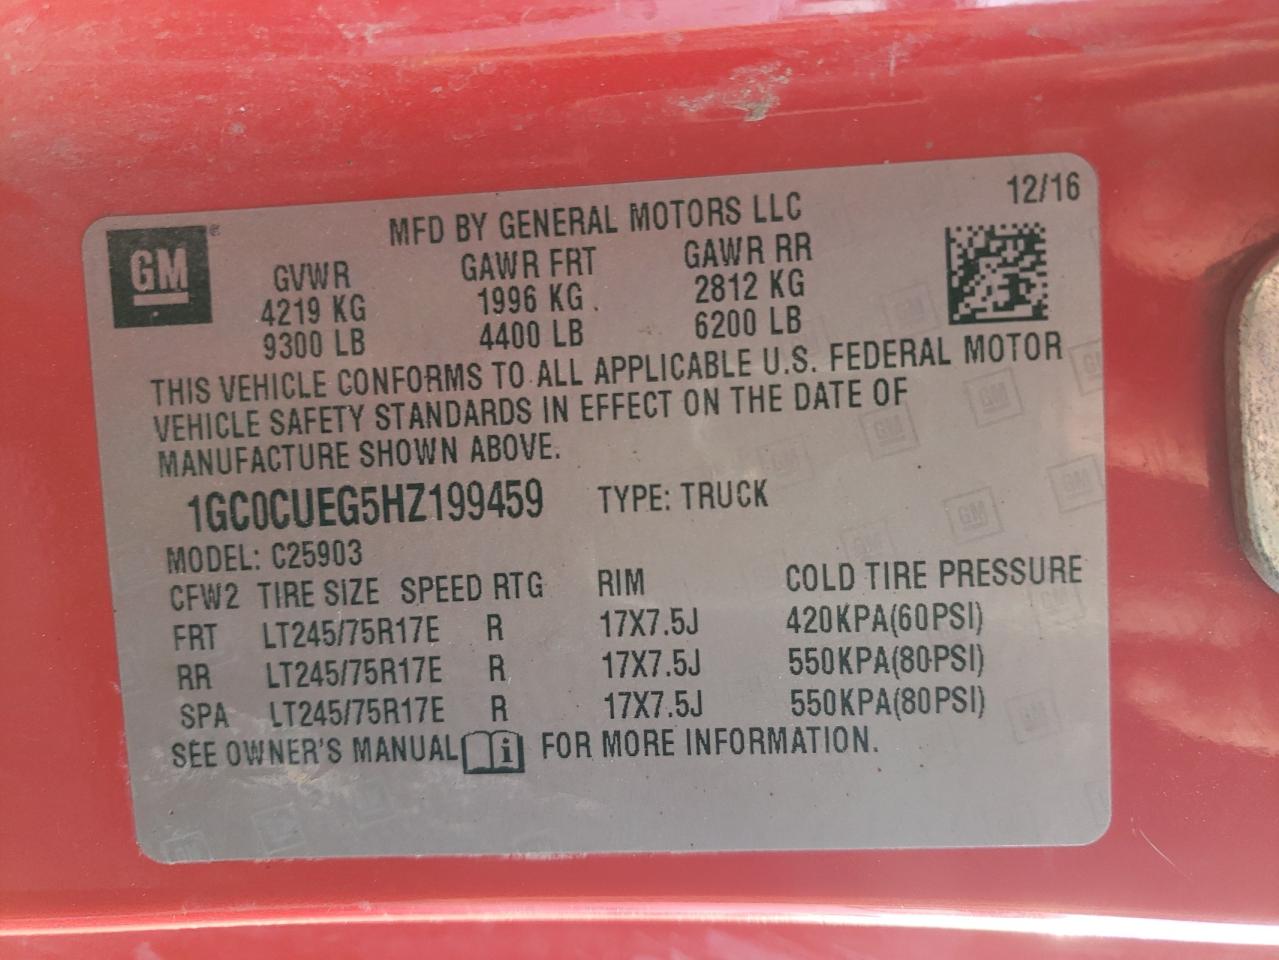 12/16
MFD BY GENERAL MOTORS LLC
GM®
GVWR GAWR FRT GAWR RR
4219 KG 1996 KG 2812 KG
9300 LB 4400 LB 6200 LB
THIS VEHICLE CONFORMS TO ALL APPLICABLE U.S. FEDERAL MOTOR
VEHICLE SAFETY STANDARDS IN EFFECT ON THE DATE OF
MANUFACTURE SHOWN ABOVE.
1GC0CUEG5HZ199459 TYPE: TRUCK
MODEL: C25903
CFW2 TIRE SIZE SPEED RTG RIM COLD TIRE PRESSURE
FRT LT245/75R17E R 17X7.5J 420KPA(60PSI)
RR LT245/75R17E R 17X7.5J 550KPA(80PSI)
SPA LT245/75R17E R 17X7.5J 550KPA(80PSI)
SEE OWNER'S MANUAL i FOR MORE INFORMATION.